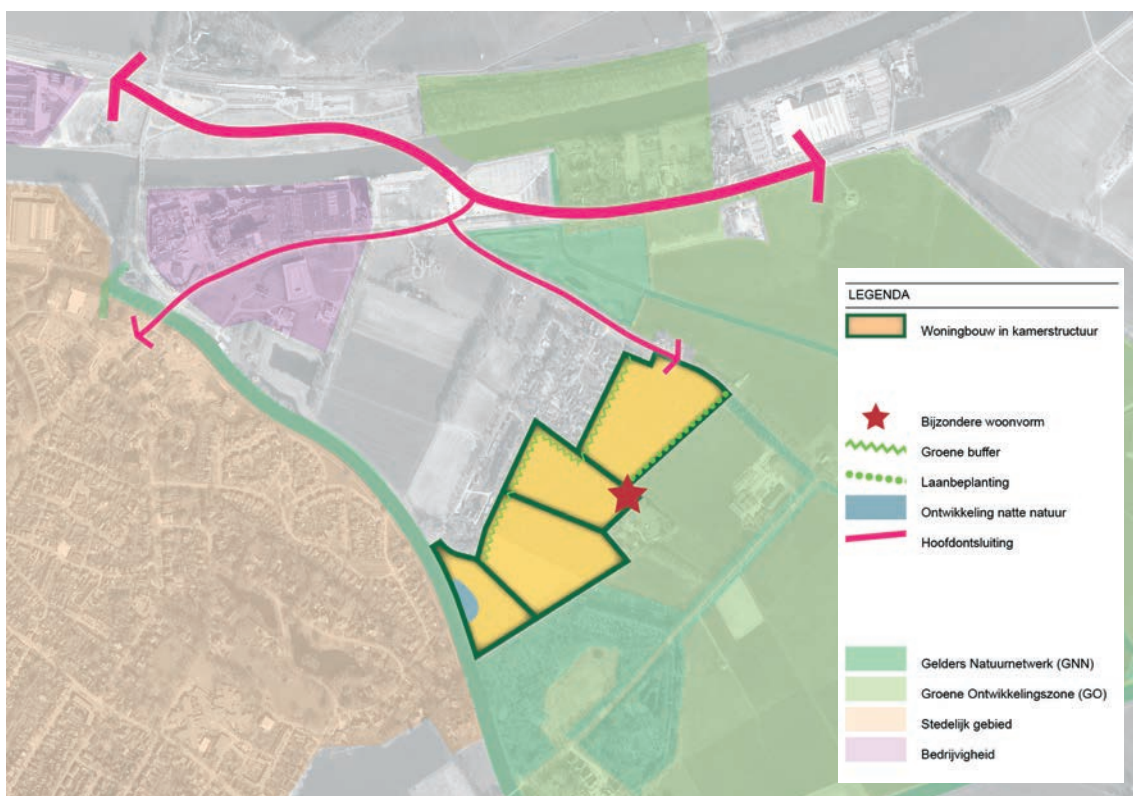 LEGENDA
Woningbouw in kamerstructuur
Bijzondere woonvorm
Groene buffer
Laanbeplanting
Ontwikkeling natte natuur
Hoofdontsluiting
Gelders Natuurnetwerk (GNN)
Groene Ontwikkelingszone (GO)
Stedelijk gebied
Bedrijvigheid